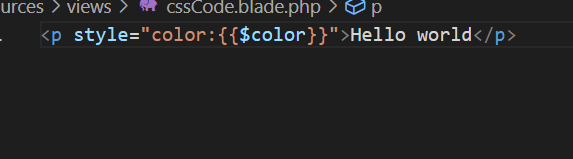 urces > views > cssCode.blade.php > p
<p style="color:{{$color}}">Hello world</p>